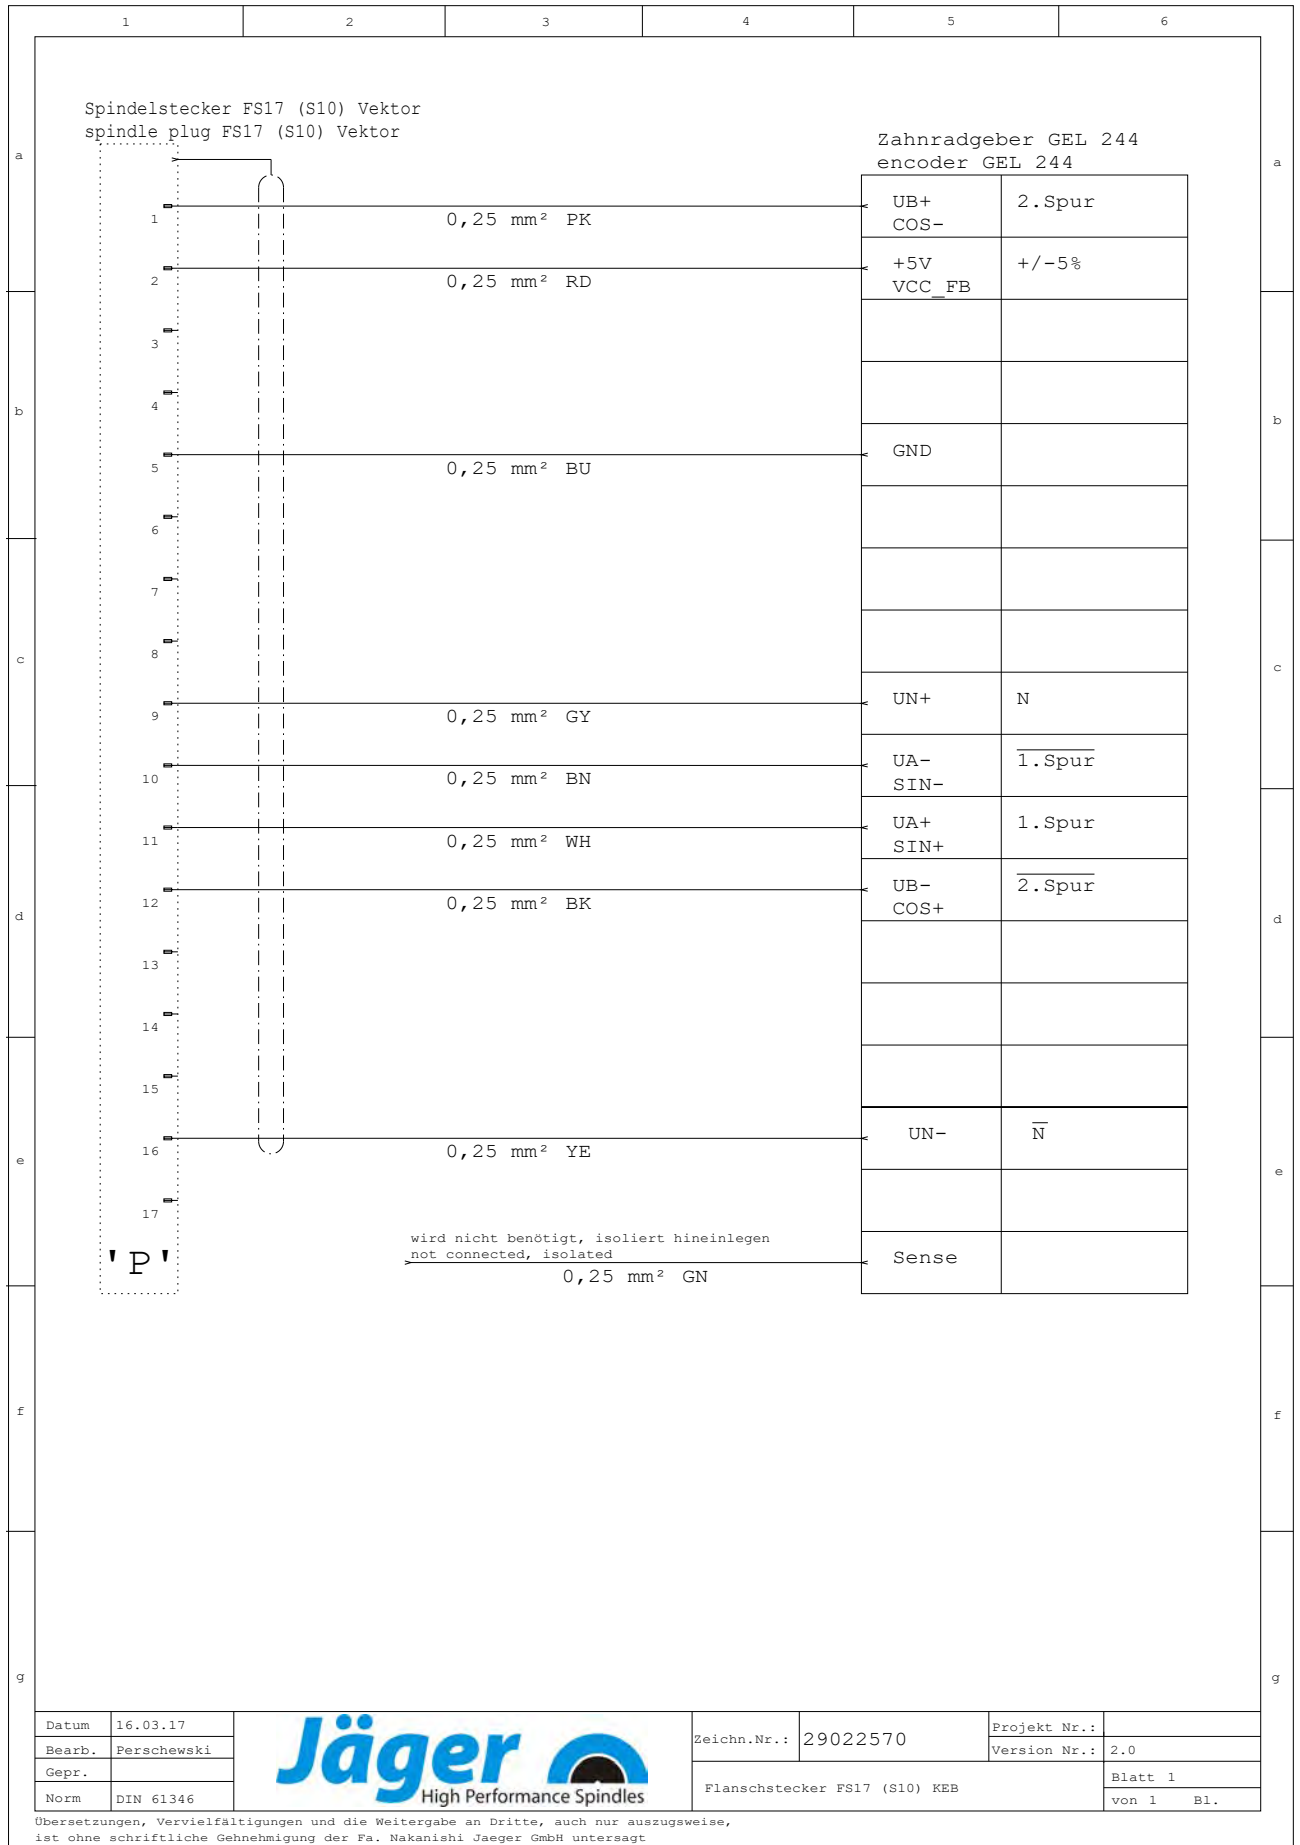 1 2 3 4 5 6
Spindelstecker FS17 (S10) Vektor
spindle plug FS17 (S10) Vektor
Zahnradgeber GEL 244
encoder GEL 244
a a
1 0,25 mm² PK UB+ 2.Spur
COS-
2 0,25 mm² RD +5V +/-5%
VCC_FB
3
4
b b
5 0,25 mm² BU GND
6
7
8
c c
9 0,25 mm² GY UN+ N
10 0,25 mm² BN UA- 1.Spur
SIN-
11 0,25 mm² WH UA+ 1.Spur
SIN+
12 0,25 mm² BK UB- 2.Spur
COS+
d d
13
14
15
16 0,25 mm² YE UN- N
e e
17
'P'
wird nicht benötigt, isoliert hineinlegen
not connected, isolated
0,25 mm² GN Sense
f f
g g
Datum 16.03.17
Bearb. Perschewski
Gepr.
Norm DIN 61346
Jäger
High Performance Spindles
Zeichn.Nr.: 29022570
Projekt Nr.:
Version Nr.: 2.0
Flanschstecker FS17 (S10) KEB
Blatt 1
von 1 Bl.
Übersetzungen, Vervielfältigungen und die Weitergabe an Dritte, auch nur auszugsweise,
ist ohne schriftliche Gehnehmigung der Fa. Nakanishi Jaeger GmbH untersagt